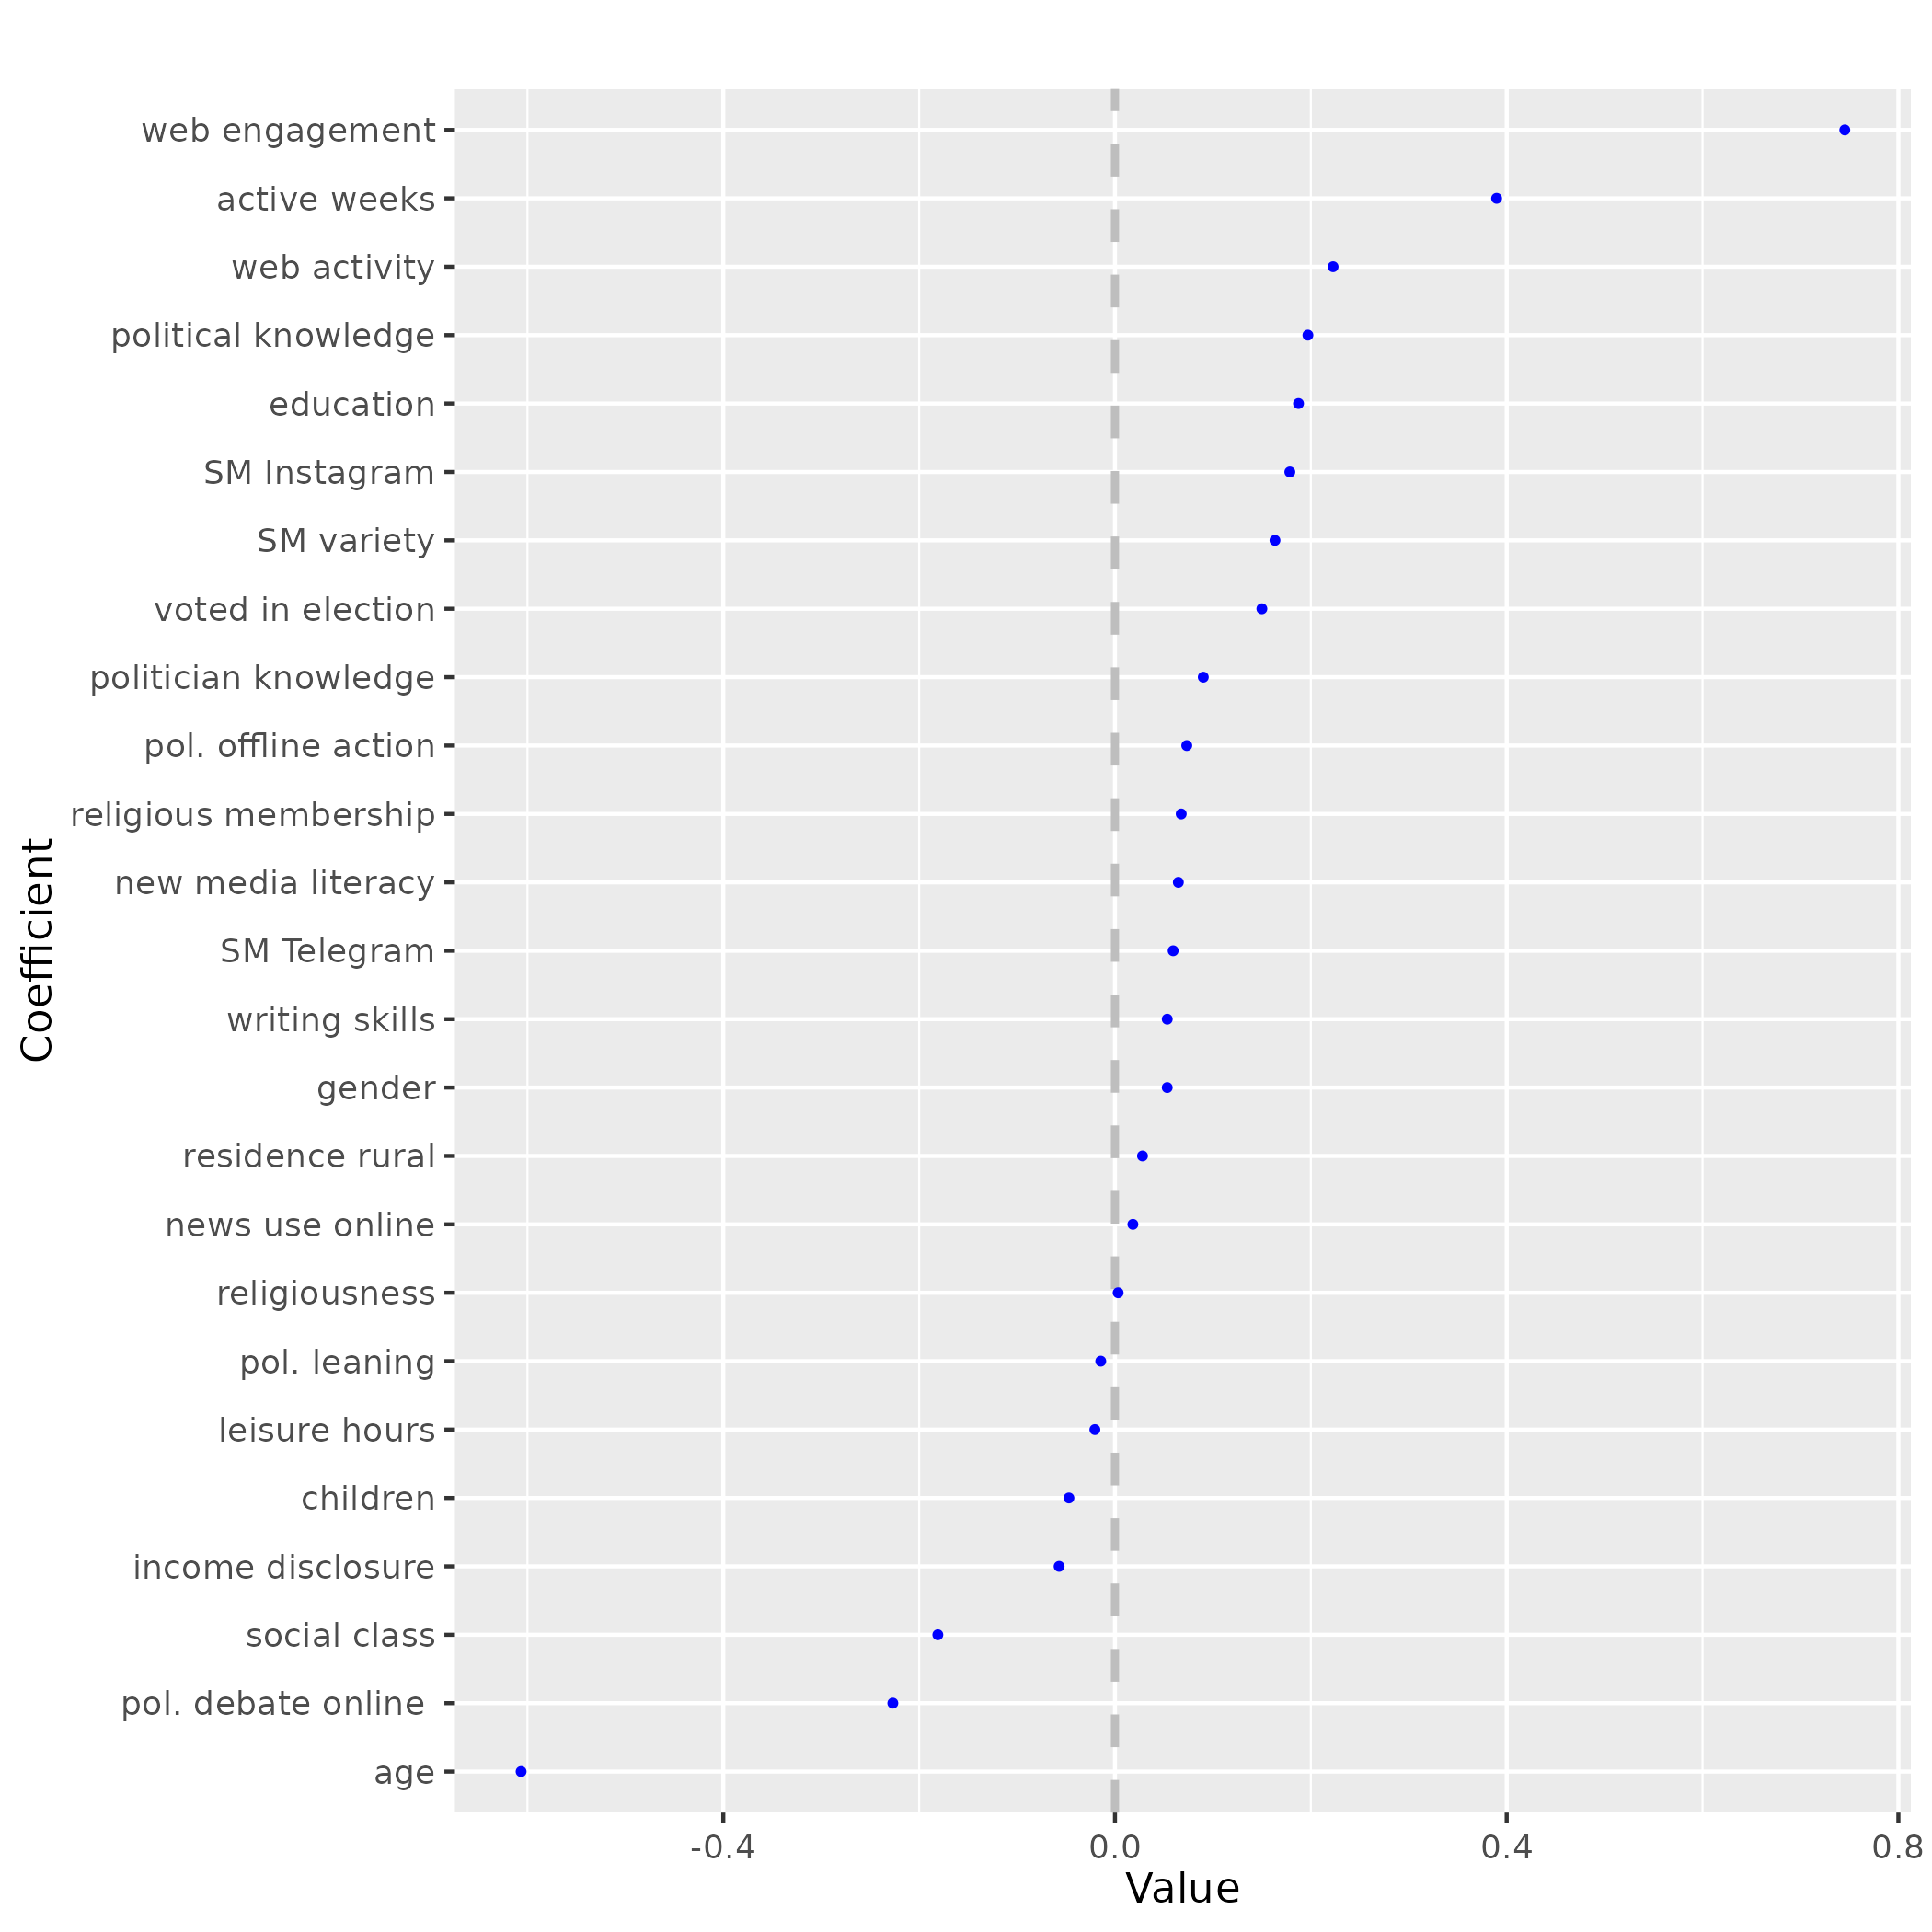 web engagement
active weeks
web activity
political knowledge
education
SM Instagram
SM variety
voted in election
politician knowledge
pol. offline action
religious membership
new media literacy
SM Telegram
writing skills
gender
residence rural
news use online
religiousness
pol. leaning
leisure hours
children
income disclosure
social class
pol. debate online
age
Coefficient
-0.4 0.0 0.4 0.8
Value